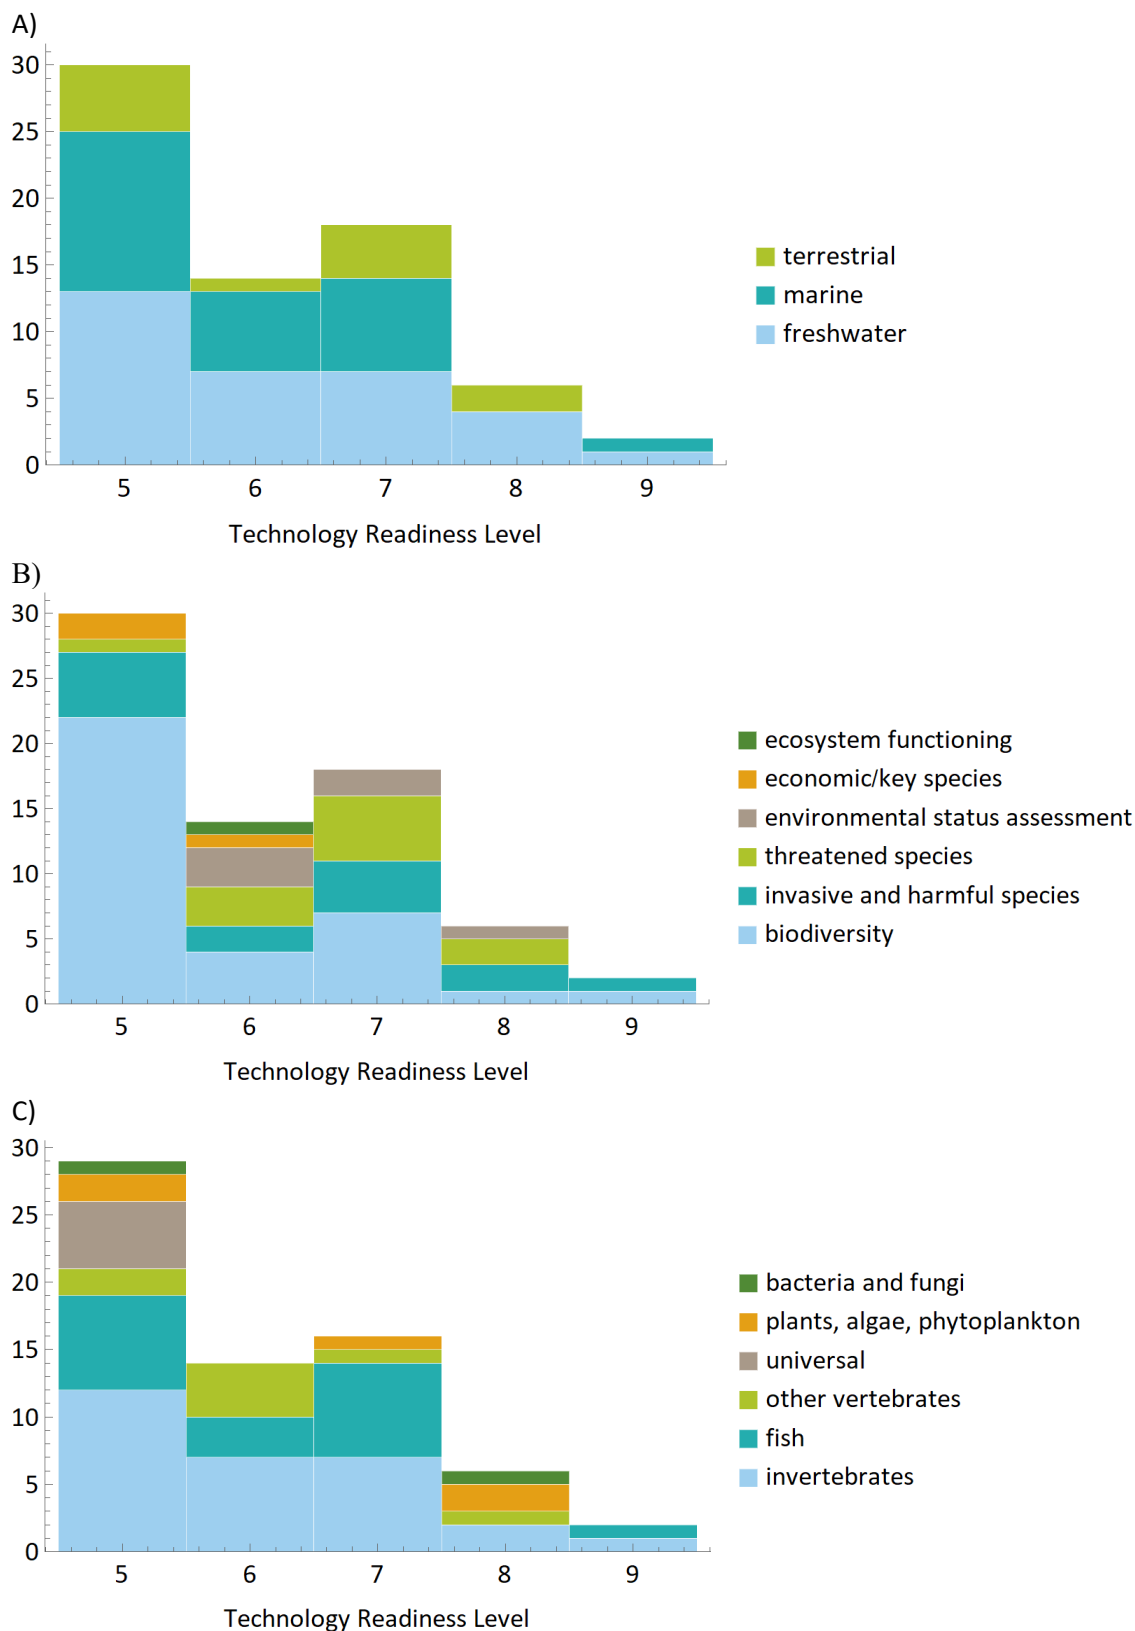 A)
30
25
20
15
10
5
0
5 6 7 8 9
Technology Readiness Level
terrestrial
marine
freshwater
B)
30
25
20
15
10
5
0
5 6 7 8 9
Technology Readiness Level
ecosystem functioning
economic/key species
environmental status assessment
threatened species
invasive and harmful species
biodiversity
C)
30
25
20
15
10
5
0
5 6 7 8 9
Technology Readiness Level
bacteria and fungi
plants, algae, phytoplankton
universal
other vertebrates
fish
invertebrates